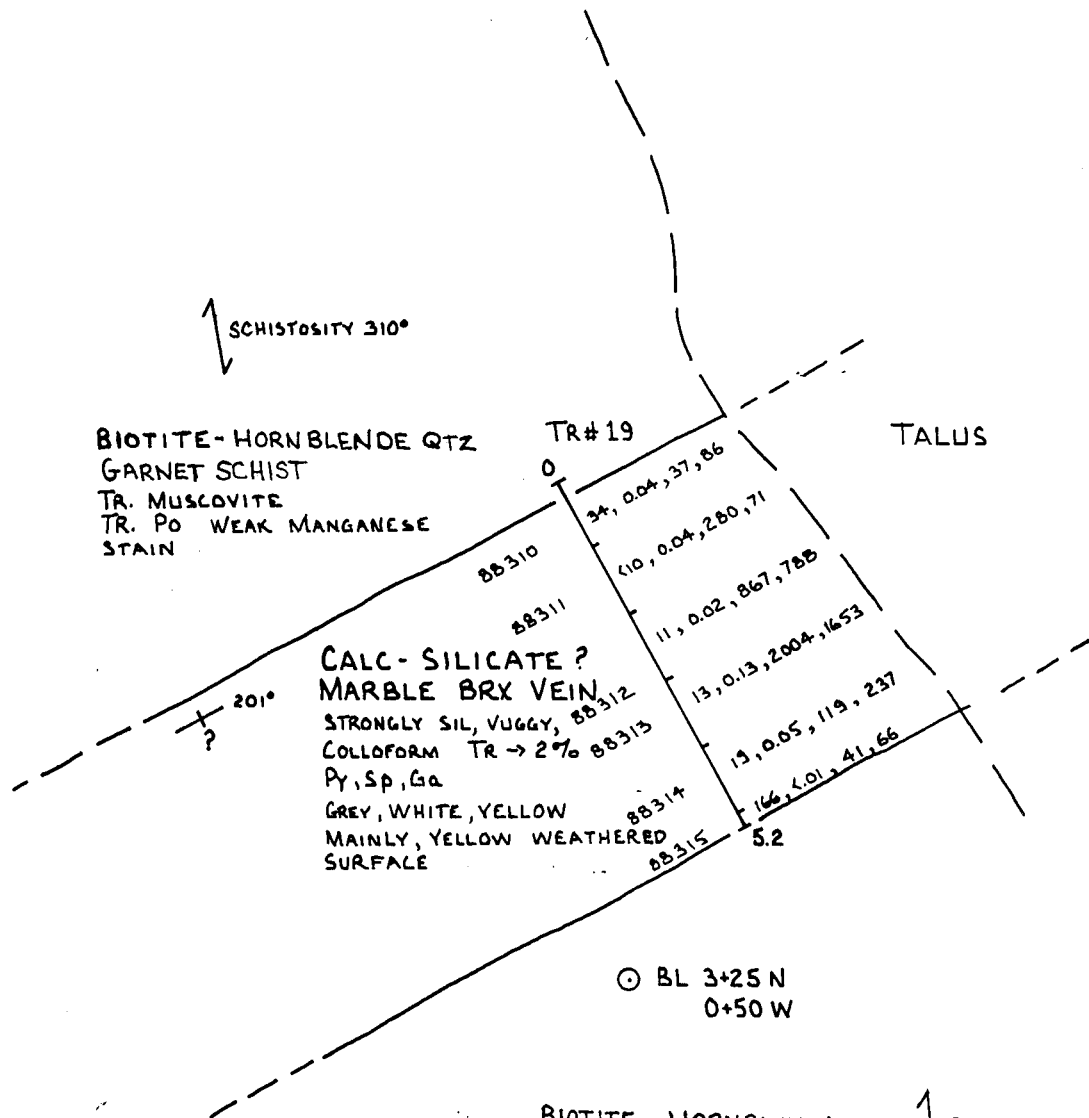 SCHISTOSITY 310°
BIOTITE-HORNBLENDE QTZ
GARNET SCHIST
TR. MUSCOVITE
TR. PO WEAK MANGANESE
STAIN
TR# 19
TALUS
0
34, 0.04, 37, 86
<10, 0.04, 280, 71
11, 0.02, 867, 788
13, 0.13, 2004, 1653
13, 0.05, 119, 237
166, <.01, 41, 66
5.2
88310
88311
88312
88313
88314
88315
201°
?
CALC-SILICATE ?
MARBLE BRX VEIN
STRONGLY SIL, VUGGY,
COLLOFORM TR → 2%
Py, Sp, Ga
GREY, WHITE, YELLOW
MAINLY, YELLOW WEATHERED
SURFACE
BL 3+25 N
0+50 W
BIOTITE